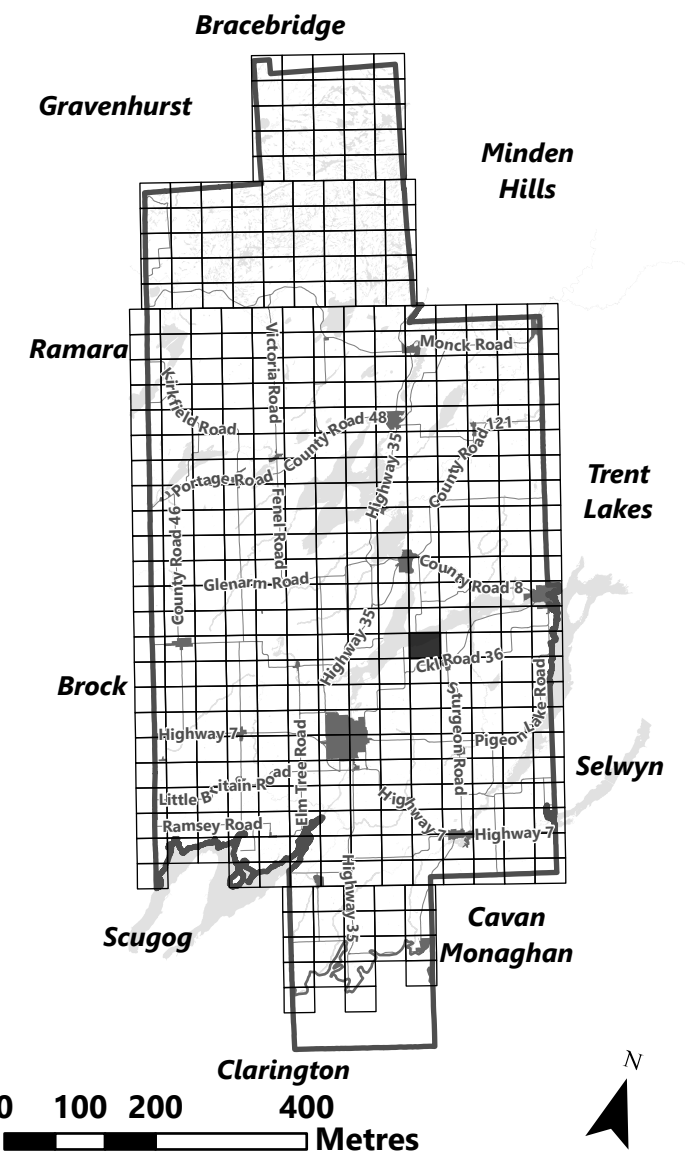 Bracebridge
Gravenhurst
Minden
Hills
Ramara
Monck Road
Victoria Road
Kirkfield Road
County Road 48
County Road 121
Highway 35
Portage Road
Trent
Lakes
Fenel Road
County Road 46
County Road 8
Glenarm Road
Highway 35
Ckl Road 36
Brock
Sturgeon Road
Pigeon Lake Road
Highway 7
Elm Tree Road
Selwyn
Little Britain Road
Highway 7
Ramsey Road
Highway 7
Highway 35
Scugog
Cavan
Monaghan
Clarington
N
0 100 200 400
Metres